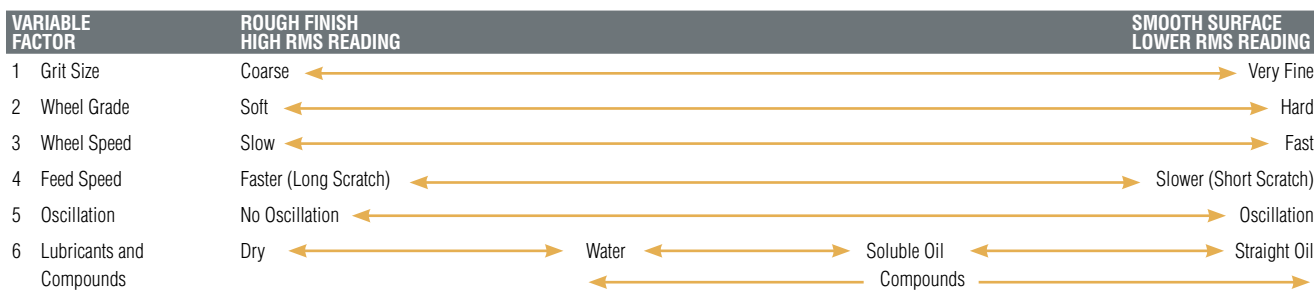 VARIABLE FACTOR ROUGH FINISH HIGH RMS READING SMOOTH SURFACE LOWER RMS READING
1 Grit Size Coarse Very Fine
2 Wheel Grade Soft Hard
3 Wheel Speed Slow Fast
4 Feed Speed Faster (Long Scratch) Slower (Short Scratch)
5 Oscillation No Oscillation Oscillation
6 Lubricants and Dry Water Soluble Oil Straight Oil
Compounds Compounds